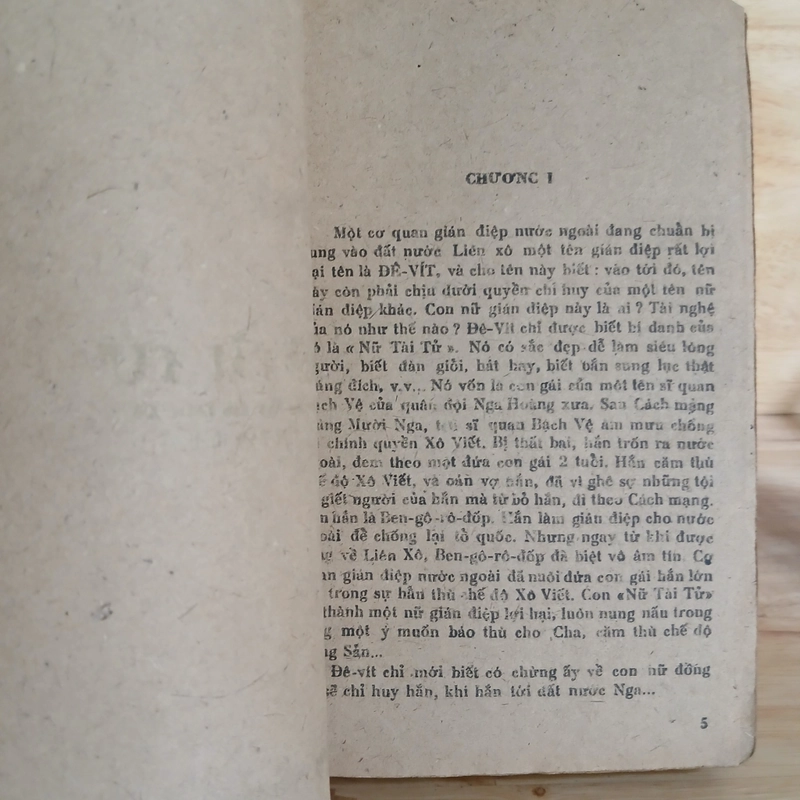 CHƯƠNG I
Một cơ quan gián điệp nước ngoài đang chuẩn bị
ung vào đất nước Liên xô một tên gián điệp rất lợi
ại tên là ĐÊ-VÍT, và cho tên này biết : vào tới đó, tên
ày còn phải chịu dưới quyền chỉ huy của một tên nữ
ián điệp khác. Con nữ gián điệp này là ai ? Tài nghệ
ủa nó như thế nào ? Đê-Vít chỉ được biết bí danh của
ó là « Nữ Tài Tử ». Nó có sắc đẹp dễ làm siêu lòng
gười, biết đàn giỏi, hát hay, biết bắn súng lục thật
úng đích, v.v... Nó vốn là con gái của một tên sĩ quan
ạch Vệ của quân đội Nga Hoàng xưa. Sau Cách mạng
áng Mười Nga, tên sĩ quan Bạch Vệ âm mưu chống
chính quyền Xô Viết. Bị thất bại, hắn trốn ra nước
oài, đem theo một đứa con gái 2 tuổi. Hắn căm thù
ế độ Xô Viết, và oán vợ hắn, đã vì ghê sợ những tội
giết người của hắn mà từ bỏ hắn, đi theo Cách mạng.
n hắn là Ben-gô-rô-đốp. Hắn làm gián điệp cho nước
oài để chống lại tổ quốc. Nhưng ngay từ khi được
ng về Liên Xô, Ben-gô-rô-đốp đã biệt vô âm tín. Cơ
an gián điệp nước ngoài đã nuôi đứa con gái hắn lớn
trong sự hằn thù chế độ Xô Viết. Con «Nữ Tài Tử»
thành một nữ gián điệp lợi hại, luôn nung nấu trong
g một ý muốn báo thù cho Cha, căm thù chế độ
ng Sản...
Đê-vít chỉ mới biết có chừng ấy về con nữ đồng
sẽ chỉ huy hắn, khi hắn tới đất nước Nga...
5